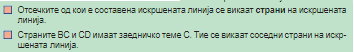 Отсечките од кои е составена искршената линија се викаат страни на искршената
линија.
Страните BC и CD имаат заедничко теме C. Тие се викаат соседни страни на искр-
шената линија.